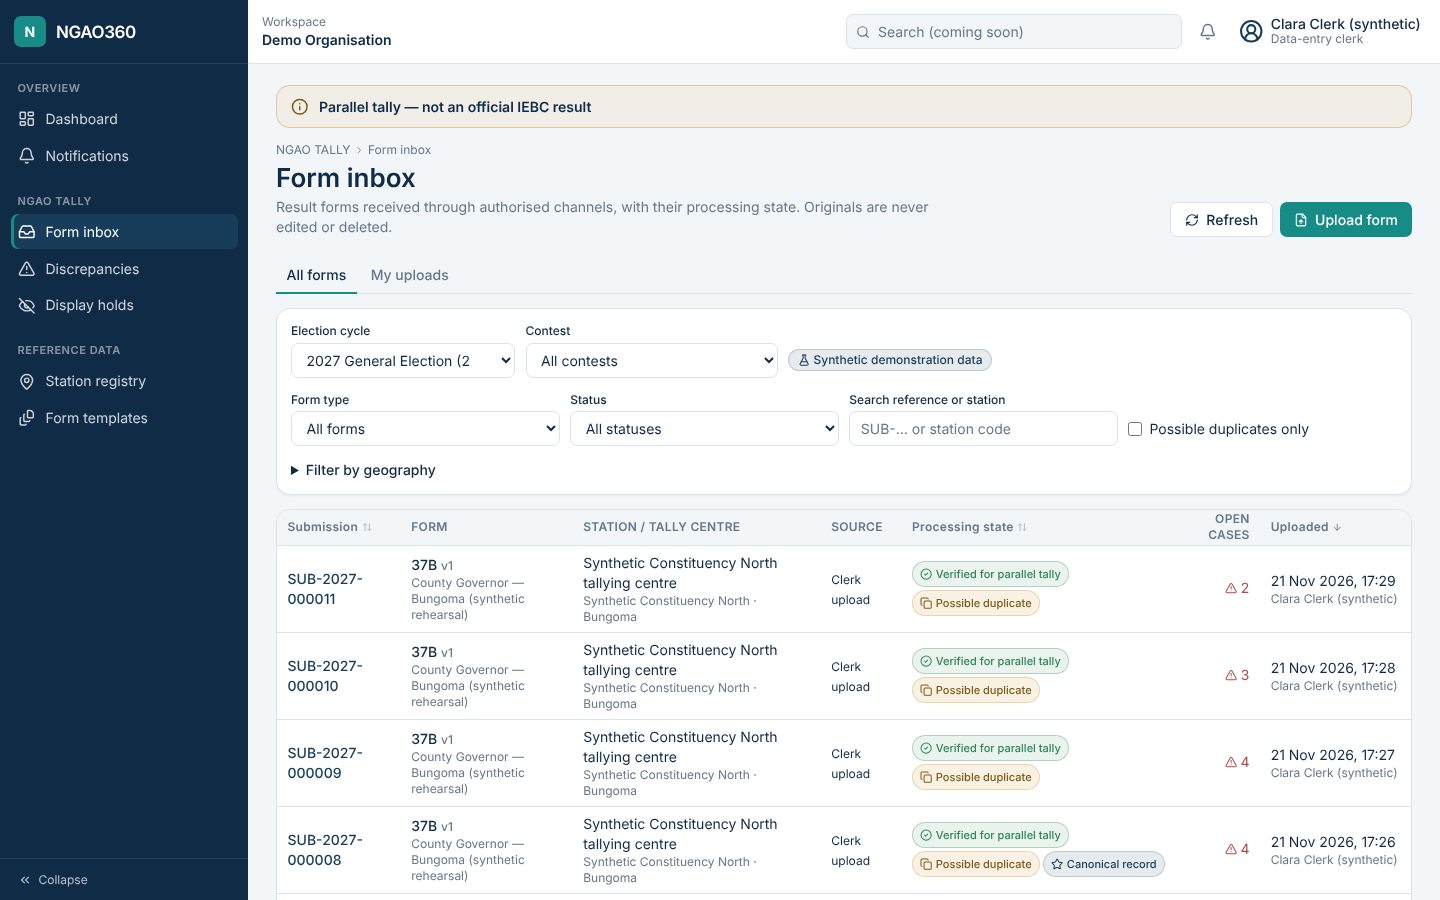 N NGAO360
Workspace
Demo Organisation
Search (coming soon)
Clara Clerk (synthetic)
Data-entry clerk
OVERVIEW
Dashboard
Notifications
NGAO TALLY
Form inbox
Discrepancies
Display holds
REFERENCE DATA
Station registry
Form templates
Collapse
Parallel tally — not an official IEBC result
NGAO TALLY > Form inbox
Form inbox
Result forms received through authorised channels, with their processing state. Originals are never
edited or deleted.
Refresh
Upload form
All forms My uploads
Election cycle Contest
2027 General Election (2 All contests Synthetic demonstration data
Form type Status Search reference or station
All forms All statuses SUB-... or station code Possible duplicates only
Filter by geography
Submission FORM STATION / TALLY CENTRE SOURCE Processing state OPEN
CASES Uploaded
SUB-2027-
000011
37B v1
County Governor —
Bungoma (synthetic
rehearsal)
Synthetic Constituency North
tallying centre
Synthetic Constituency North ·
Bungoma
Clerk
upload
Verified for parallel tally
Possible duplicate
2
21 Nov 2026, 17:29
Clara Clerk (synthetic)
SUB-2027-
000010
37B v1
County Governor —
Bungoma (synthetic
rehearsal)
Synthetic Constituency North
tallying centre
Synthetic Constituency North ·
Bungoma
Clerk
upload
Verified for parallel tally
Possible duplicate
3
21 Nov 2026, 17:28
Clara Clerk (synthetic)
SUB-2027-
000009
37B v1
County Governor —
Bungoma (synthetic
rehearsal)
Synthetic Constituency North
tallying centre
Synthetic Constituency North ·
Bungoma
Clerk
upload
Verified for parallel tally
Possible duplicate
4
21 Nov 2026, 17:27
Clara Clerk (synthetic)
SUB-2027-
000008
37B v1
County Governor —
Bungoma (synthetic
rehearsal)
Synthetic Constituency North
tallying centre
Synthetic Constituency North ·
Bungoma
Clerk
upload
Verified for parallel tally
Possible duplicate Canonical record
4
21 Nov 2026, 17:26
Clara Clerk (synthetic)